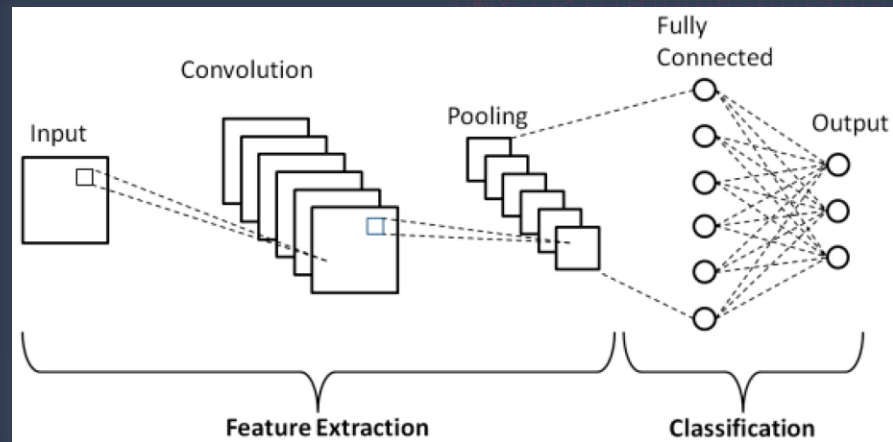 Fully
Connected
Convolution
Pooling
Output
Input
Feature Extraction
Classification